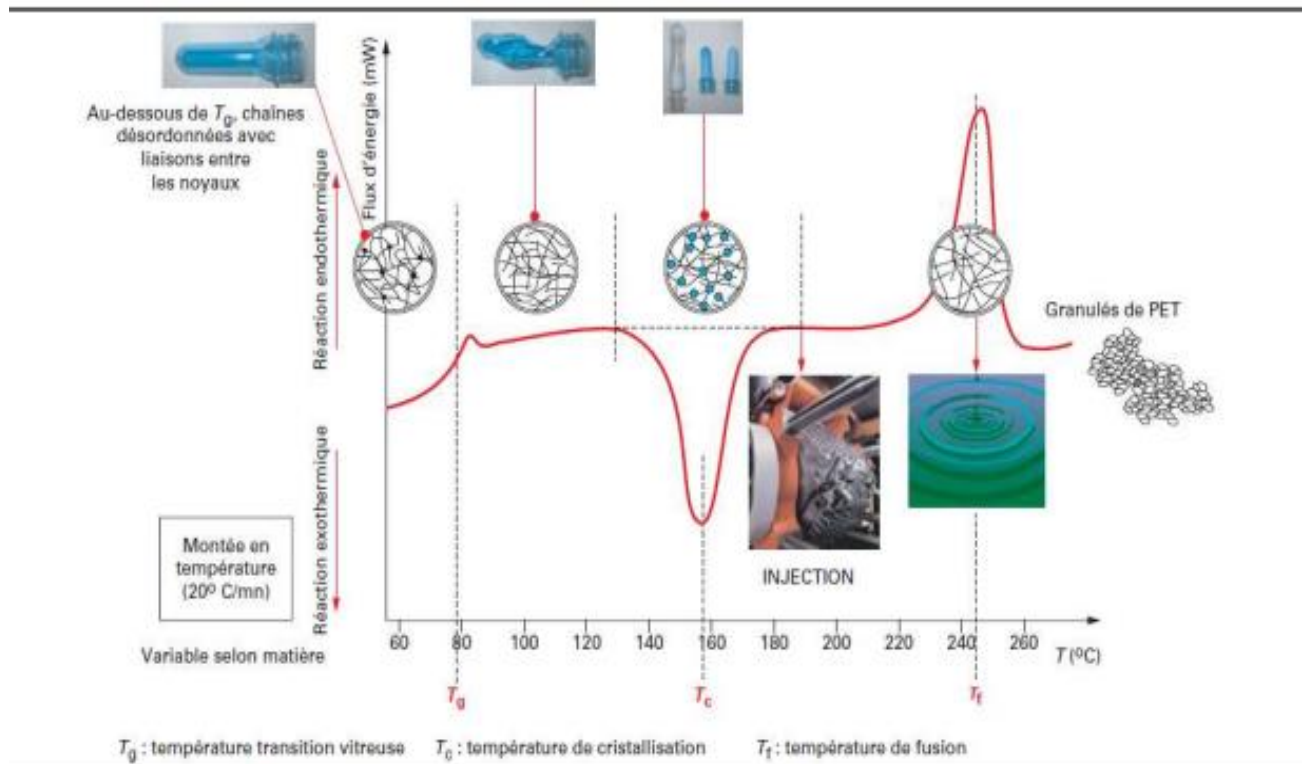 Au-dessous de Tg, chaînes
désordonnées avec
liaisons entre
les noyaux
Flux d'énergie (mW)
Réaction endothermique
Réaction exothermique
Granulés de PET
INJECTION
Montée en
température
(20º C/mn)
Variable selon matière
60 80 100 120 140 160 180 200 220 240 260
T (ºC)
Tg Tc Tf
Tg : température transition vitreuse Tc : température de cristallisation Tf : température de fusion